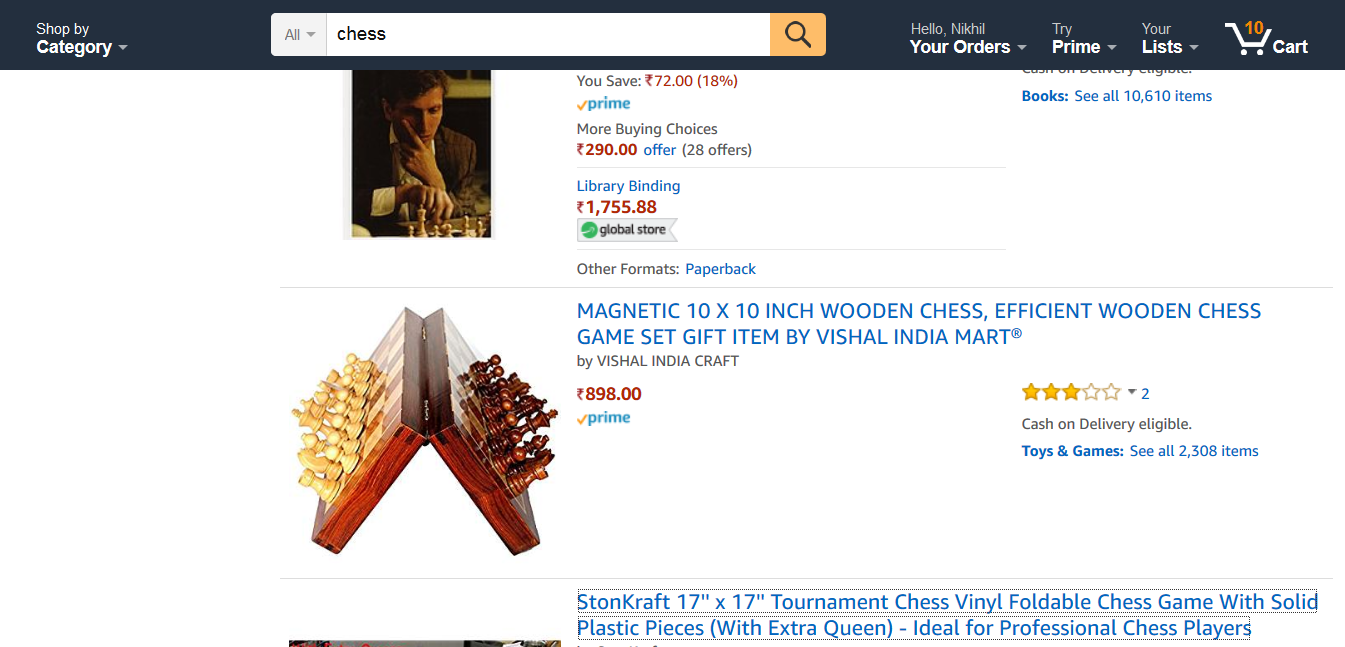 Shop by
Category
All
chess
Hello, Nikhil
Your Orders
Try
Prime
Your
Lists
10
Cart
You Save: ₹72.00 (18%)
prime
More Buying Choices
₹290.00 offer (28 offers)
Library Binding
₹1,755.88
global store
Other Formats: Paperback
Cash on Delivery eligible.
Books: See all 10,610 items
MAGNETIC 10 X 10 INCH WOODEN CHESS, EFFICIENT WOODEN CHESS
GAME SET GIFT ITEM BY VISHAL INDIA MART®
by VISHAL INDIA CRAFT
₹898.00
prime
2
Cash on Delivery eligible.
Toys & Games: See all 2,308 items
StonKraft 17" x 17" Tournament Chess Vinyl Foldable Chess Game With Solid
Plastic Pieces (With Extra Queen) - Ideal for Professional Chess Players